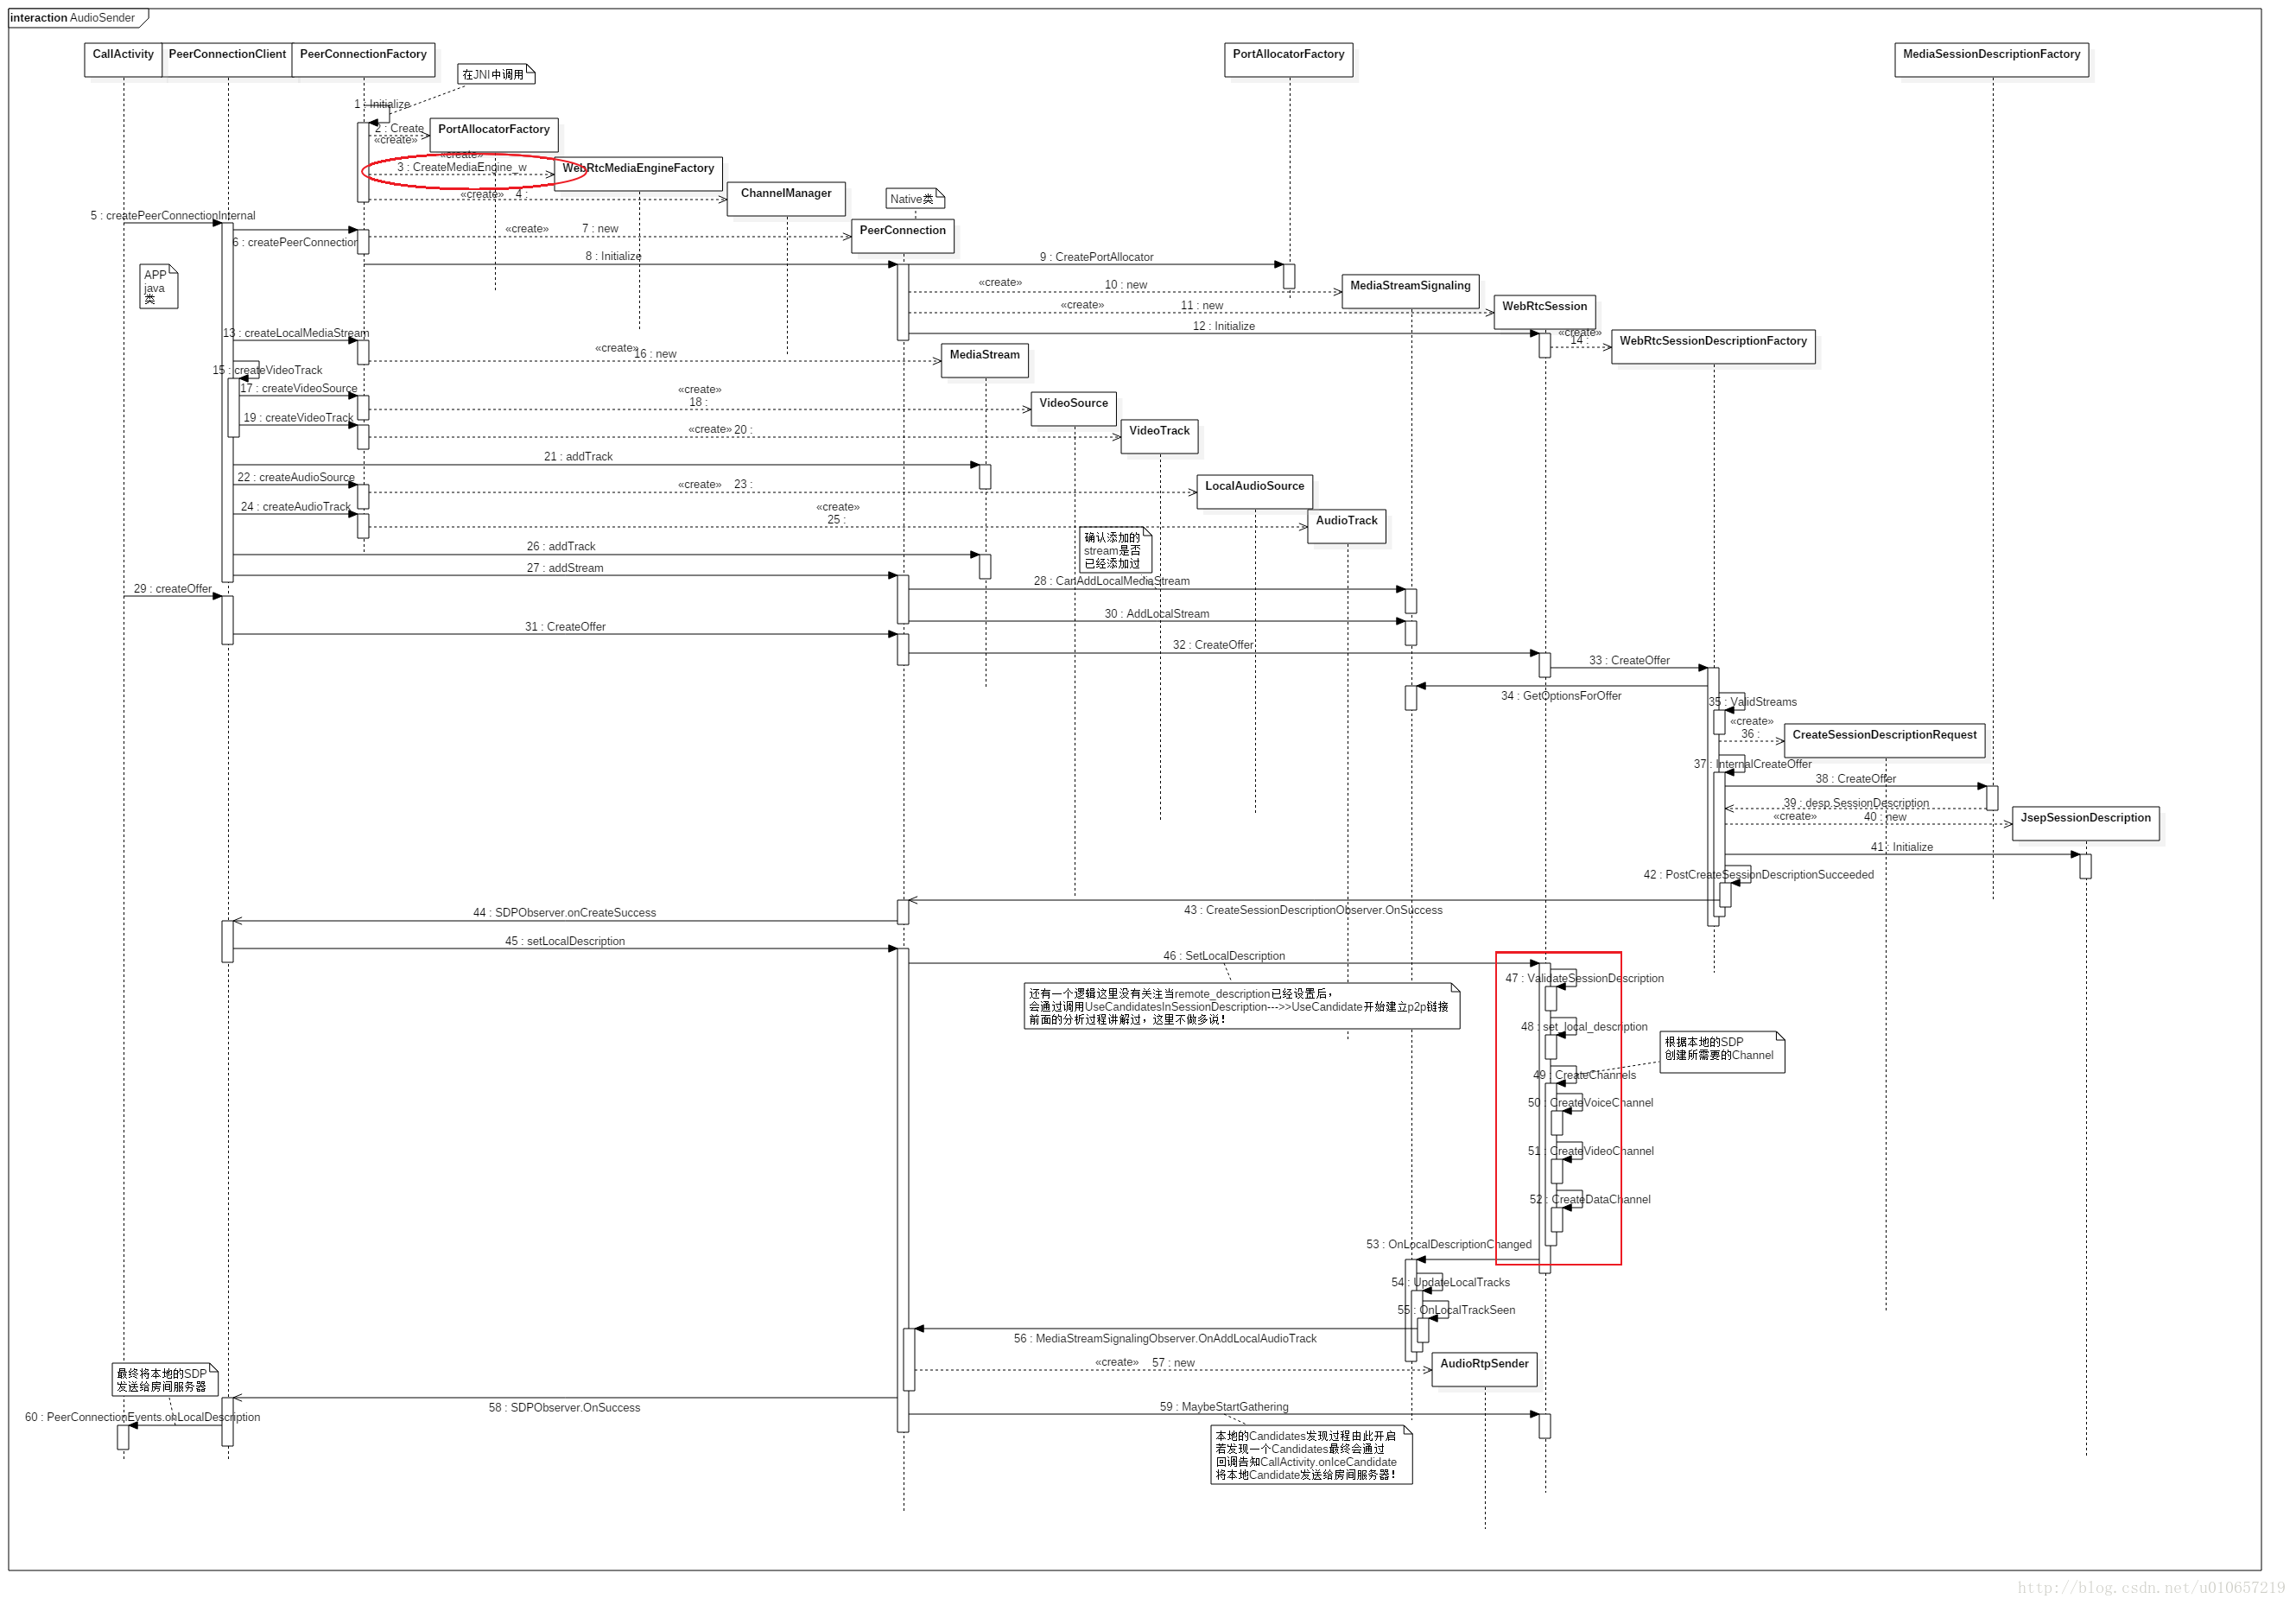 interaction AudioSender
CallActivity
PeerConnectionClient
PeerConnectionFactory
PortAllocatorFactory
MediaSessionDescriptionFactory
在JNI中调用
1 : Initialize
2 : Create
«create»
PortAllocatorFactory
«create»
3 : CreateMediaEngine_w
WebRtcMediaEngineFactory
«create» 4 :
ChannelManager
Native类
5 : createPeerConnectionInternal
6 : createPeerConnection
«create» 7 : new
PeerConnection
8 : Initialize
9 : CreatePortAllocator
APP
java
类
«create» 10 : new
MediaStreamSignaling
«create» 11 : new
WebRtcSession
12 : Initialize
13 : createLocalMediaStream
«create»
14 :
WebRtcSessionDescriptionFactory
«create»
16 : new
MediaStream
15 : createVideoTrack
17 : createVideoSource
«create»
18 :
VideoSource
19 : createVideoTrack
«create» 20 :
VideoTrack
21 : addTrack
22 : createAudioSource
«create» 23 :
LocalAudioSource
24 : createAudioTrack
«create»
25 :
AudioTrack
确认添加的
stream是否
已经添加过
26 : addTrack
27 : addStream
28 : CanAddLocalMediaStream
29 : createOffer
30 : AddLocalStream
31 : CreateOffer
32 : CreateOffer
33 : CreateOffer
34 : GetOptionsForOffer
35 : ValidStreams
«create»
36 :
CreateSessionDescriptionRequest
37 : InternalCreateOffer
38 : CreateOffer
39 : desp.SessionDescription
«create» 40 : new
JsepSessionDescription
41 : Initialize
42 : PostCreateSessionDescriptionSucceeded
43 : CreateSessionDescriptionObserver.OnSuccess
44 : SDPObserver.onCreateSuccess
45 : setLocalDescription
46 : SetLocalDescription
47 : ValidateSessionDescription
还有一个逻辑这里没有关注当remote_description已经设置后，
会通过调用UseCandidatesInSessionDescription--->>UseCandidate开始建立p2p链接
前面的分析过程讲解过，这里不做多说！
48 : set_local_description
根据本地的SDP
创建所需要的Channel
49 : CreateChannels
50 : CreateVoiceChannel
51 : CreateVideoChannel
52 : CreateDataChannel
53 : OnLocalDescriptionChanged
54 : UpdateLocalTracks
55 : OnLocalTrackSeen
56 : MediaStreamSignalingObserver.OnAddLocalAudioTrack
«create» 57 : new
AudioRtpSender
最终将本地的SDP
发送给房间服务器
58 : SDPObserver.OnSuccess
59 : MaybeStartGathering
60 : PeerConnectionEvents.onLocalDescription
本地的Candidates发现过程由此开启
若发现一个Candidates最终会通过
回调告知CallActivity.onIceCandidate
将本地Candidate发送给房间服务器！
http://blog.csdn.net/u010657219